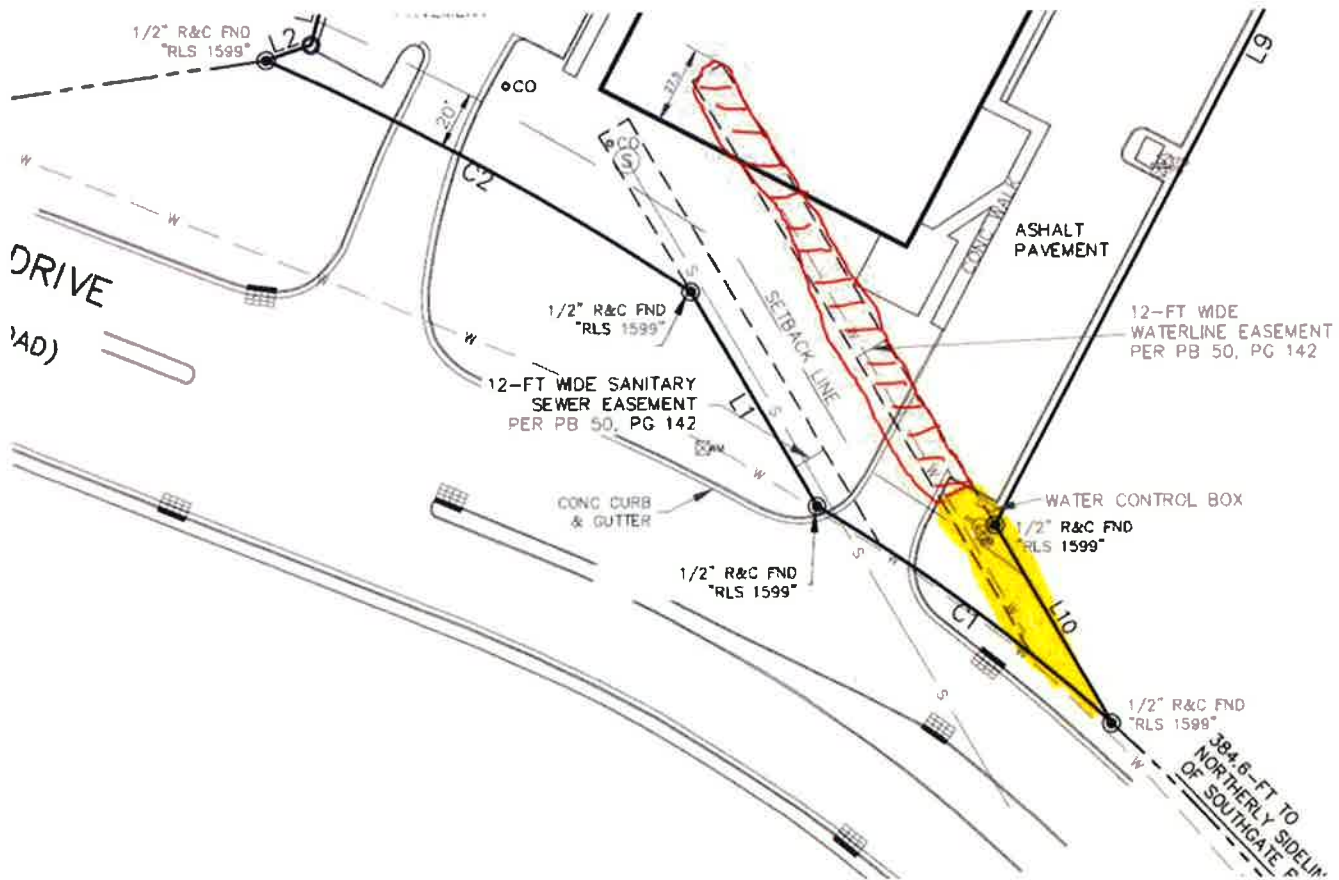 1/2" R&C FND
"RLS 1599"
L2
L9
CO
20'
27.5
C2
CO
S
W
W
W
DRIVE
OAD)
CONC WALK
ASHALT
PAVEMENT
1/2" R&C FND
"RLS 1599"
S
SETBACK LINE
12-FT WIDE
WATERLINE EASEMENT
PER PB 50, PG 142
12-FT WIDE SANITARY
SEWER EASEMENT
PER PB 50, PG 142
L1
S
WM
W
W
CONC CURB
& GUTTER
WATER CONTROL BOX
1/2" R&C FND
"RLS 1599"
1/2" R&C FND
"RLS 1599"
S
C1
L10
W
W
S
1/2" R&C FND
"RLS 1599"
W
384.6-FT TO
NORTHERLY SIDELIN
OF SOUTHGATE